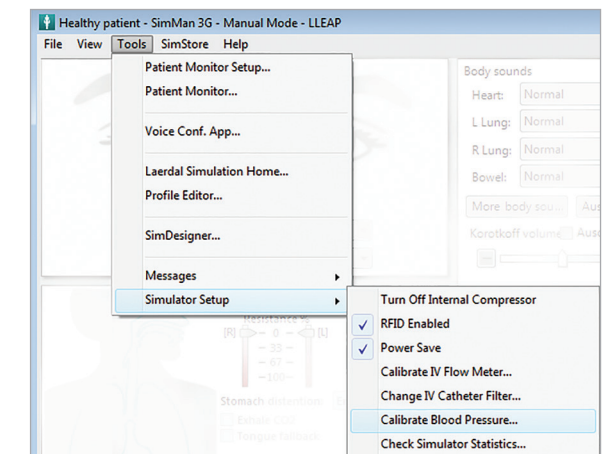 Healthy patient - SimMan 3G - Manual Mode - LLEAP
File View Tools SimStore Help
Patient Monitor Setup...
Patient Monitor...
Voice Conf. App...
Laerdal Simulation Home...
Profile Editor...
SimDesigner...
Messages
Simulator Setup
Body sounds
Heart: Normal
L Lung: Normal
R Lung: Normal
Bowel: Normal
More body sou...
Korotkoff volume
Turn Off Internal Compressor
RFID Enabled
Power Save
Calibrate IV Flow Meter...
Change IV Catheter Filter...
Calibrate Blood Pressure...
Check Simulator Statistics...
Resistance %
[R] 0 [L]
33
67
100
Stomach distention:
Exhale CO2
Tongue fallback